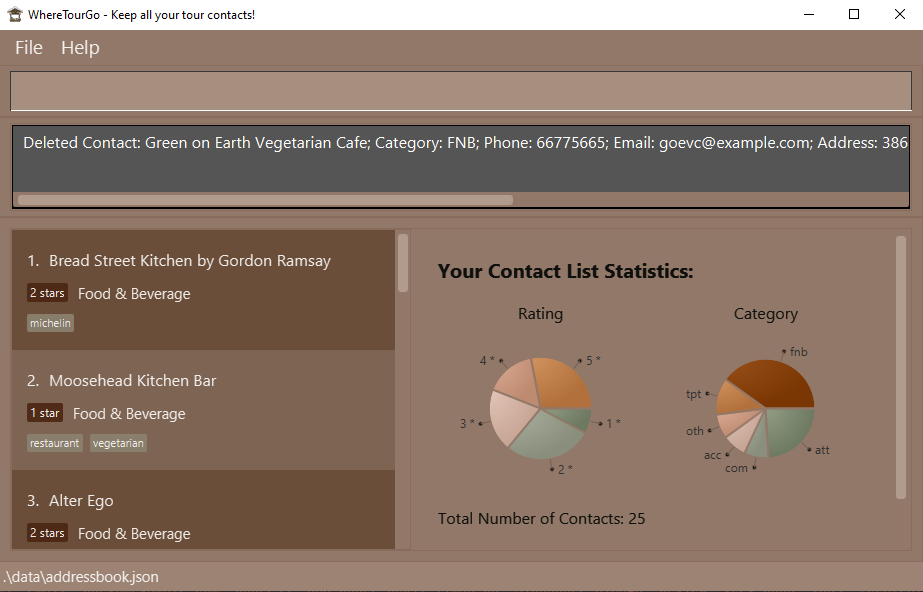 WhereTourGo - Keep all your tour contacts!
File Help
Deleted Contact: Green on Earth Vegetarian Cafe; Category: FNB; Phone: 66775665; Email: goevc@example.com; Address: 386
1. Bread Street Kitchen by Gordon Ramsay
2 stars Food & Beverage
michelin
2. Moosehead Kitchen Bar
1 star Food & Beverage
restaurant vegetarian
3. Alter Ego
2 stars Food & Beverage
Your Contact List Statistics:
Rating
4 *
5 *
3 *
1 *
2 *
Category
fnb
tpt
oth
acc
com
att
Total Number of Contacts: 25
.\data\addressbook.json